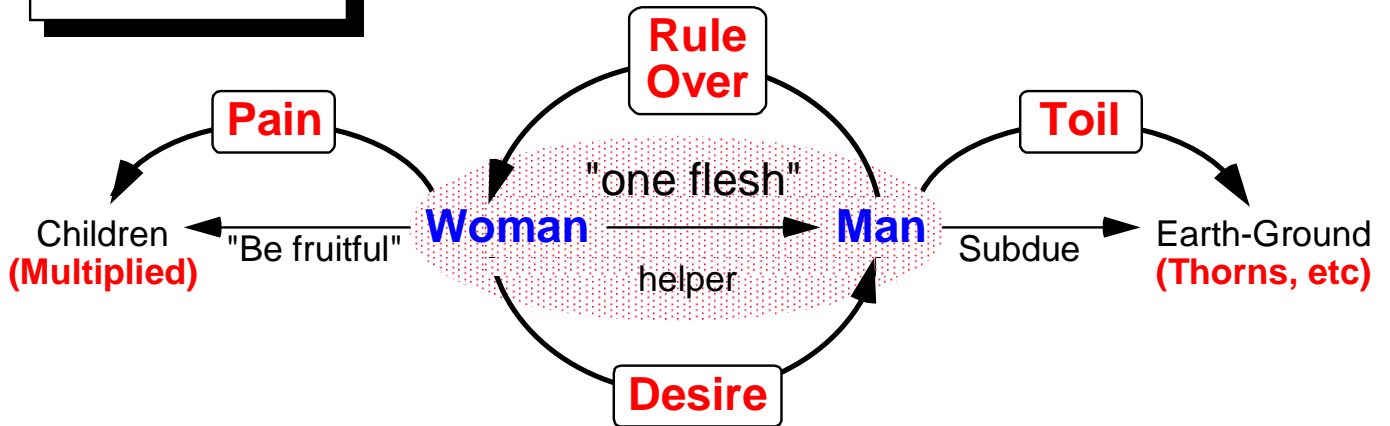 Rule
Over
Pain
Toil
"one flesh"
Woman
Man
Children
(Multiplied)
"Be fruitful"
helper
Subdue
Earth-Ground
(Thorns, etc)
Desire